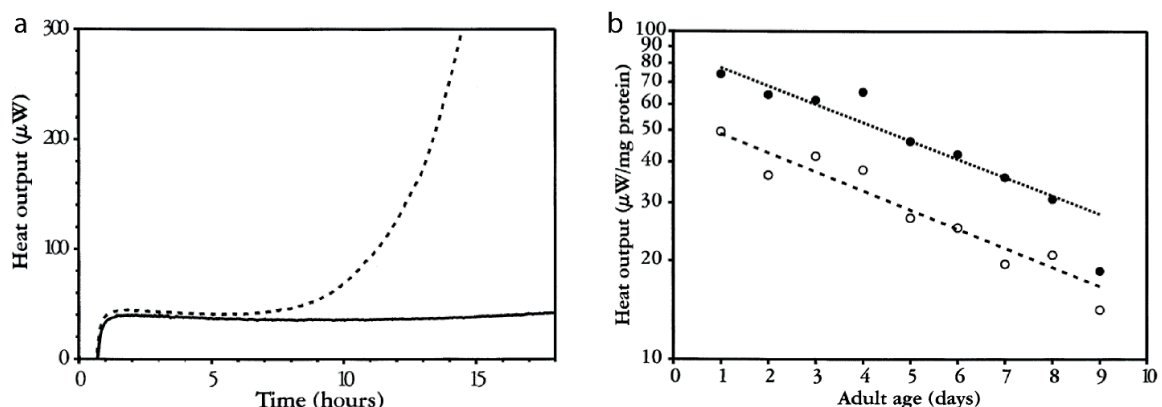 a
300
200
100
0
Heat output (µW)
0
5
10
15
Time (hours)
b
100
90
80
70
60
50
40
30
20
10
Heat output (µW/mg protein)
0 1 2 3 4 5 6 7 8 9 10
Adult age (days)